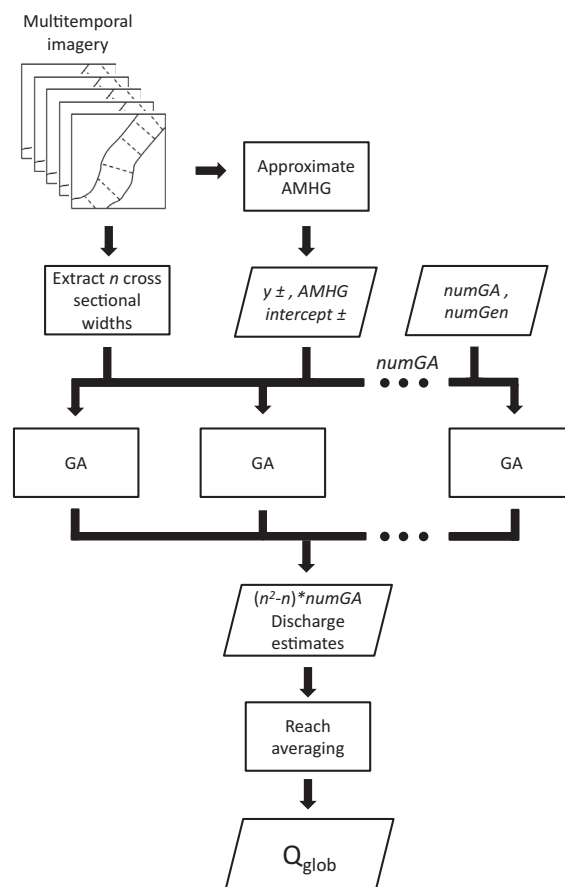 Multitemporal
imagery
Approximate
AMHG
Extract n cross
sectional
widths
y ± , AMHG
intercept ±
numGA ,
numGen
numGA
GA
GA
GA
(n²-n)*numGA
Discharge
estimates
Reach
averaging
Qglob